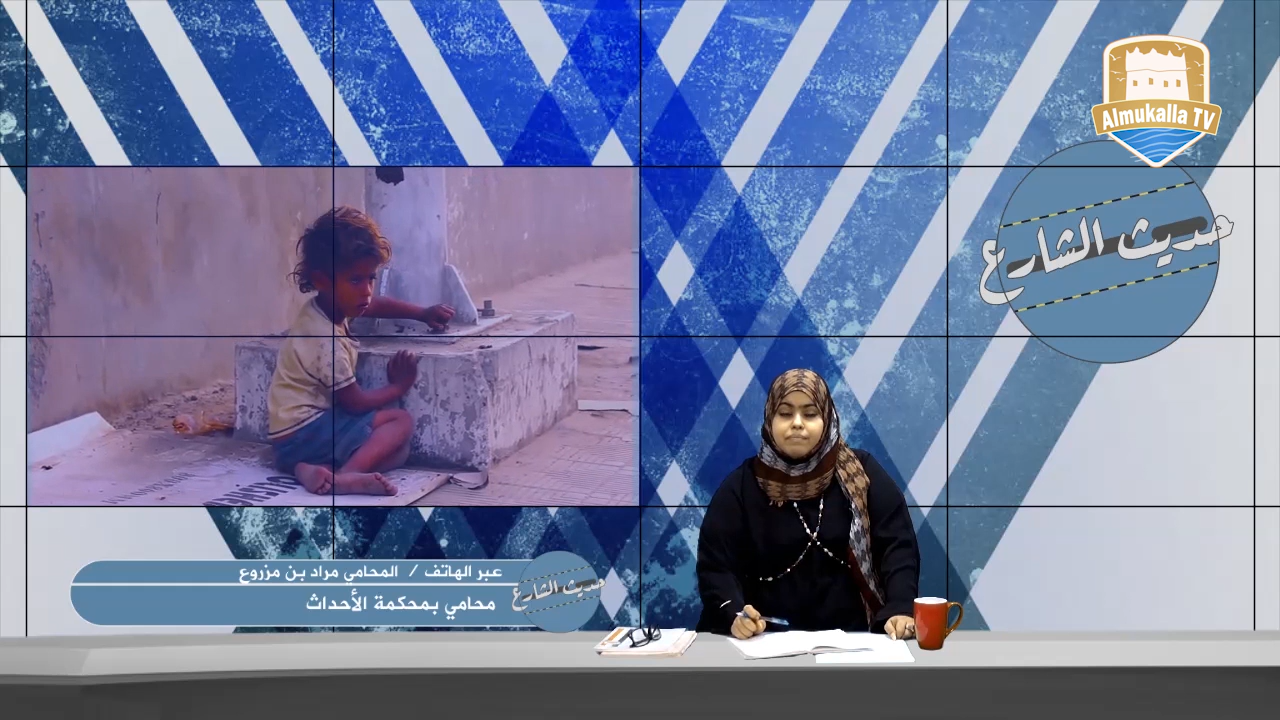 Almukalla TV
حديث الشارع
عبر الهاتف / المحامي مراد بن مزروع
محامي بمحكمة الأحداث
حديث الشارع